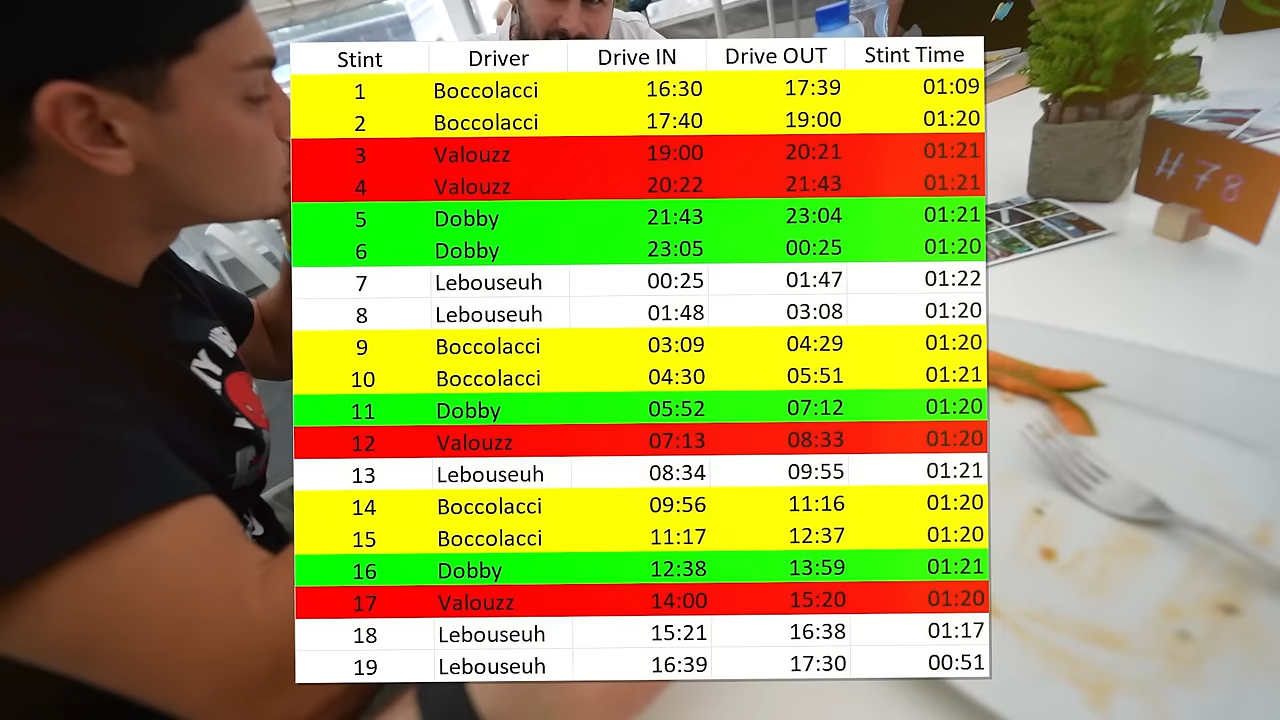 Stint Driver Drive IN Drive OUT Stint Time
1 Boccolacci 16:30 17:39 01:09
2 Boccolacci 17:40 19:00 01:20
3 Valouzz 19:00 20:21 01:21
4 Valouzz 20:22 21:43 01:21
5 Dobby 21:43 23:04 01:21
6 Dobby 23:05 00:25 01:20
7 Lebouseuh 00:25 01:47 01:22
8 Lebouseuh 01:48 03:08 01:20
9 Boccolacci 03:09 04:29 01:20
10 Boccolacci 04:30 05:51 01:21
11 Dobby 05:52 07:12 01:20
12 Valouzz 07:13 08:33 01:20
13 Lebouseuh 08:34 09:55 01:21
14 Boccolacci 09:56 11:16 01:20
15 Boccolacci 11:17 12:37 01:20
16 Dobby 12:38 13:59 01:21
17 Valouzz 14:00 15:20 01:20
18 Lebouseuh 15:21 16:38 01:17
19 Lebouseuh 16:39 17:30 00:51
#78